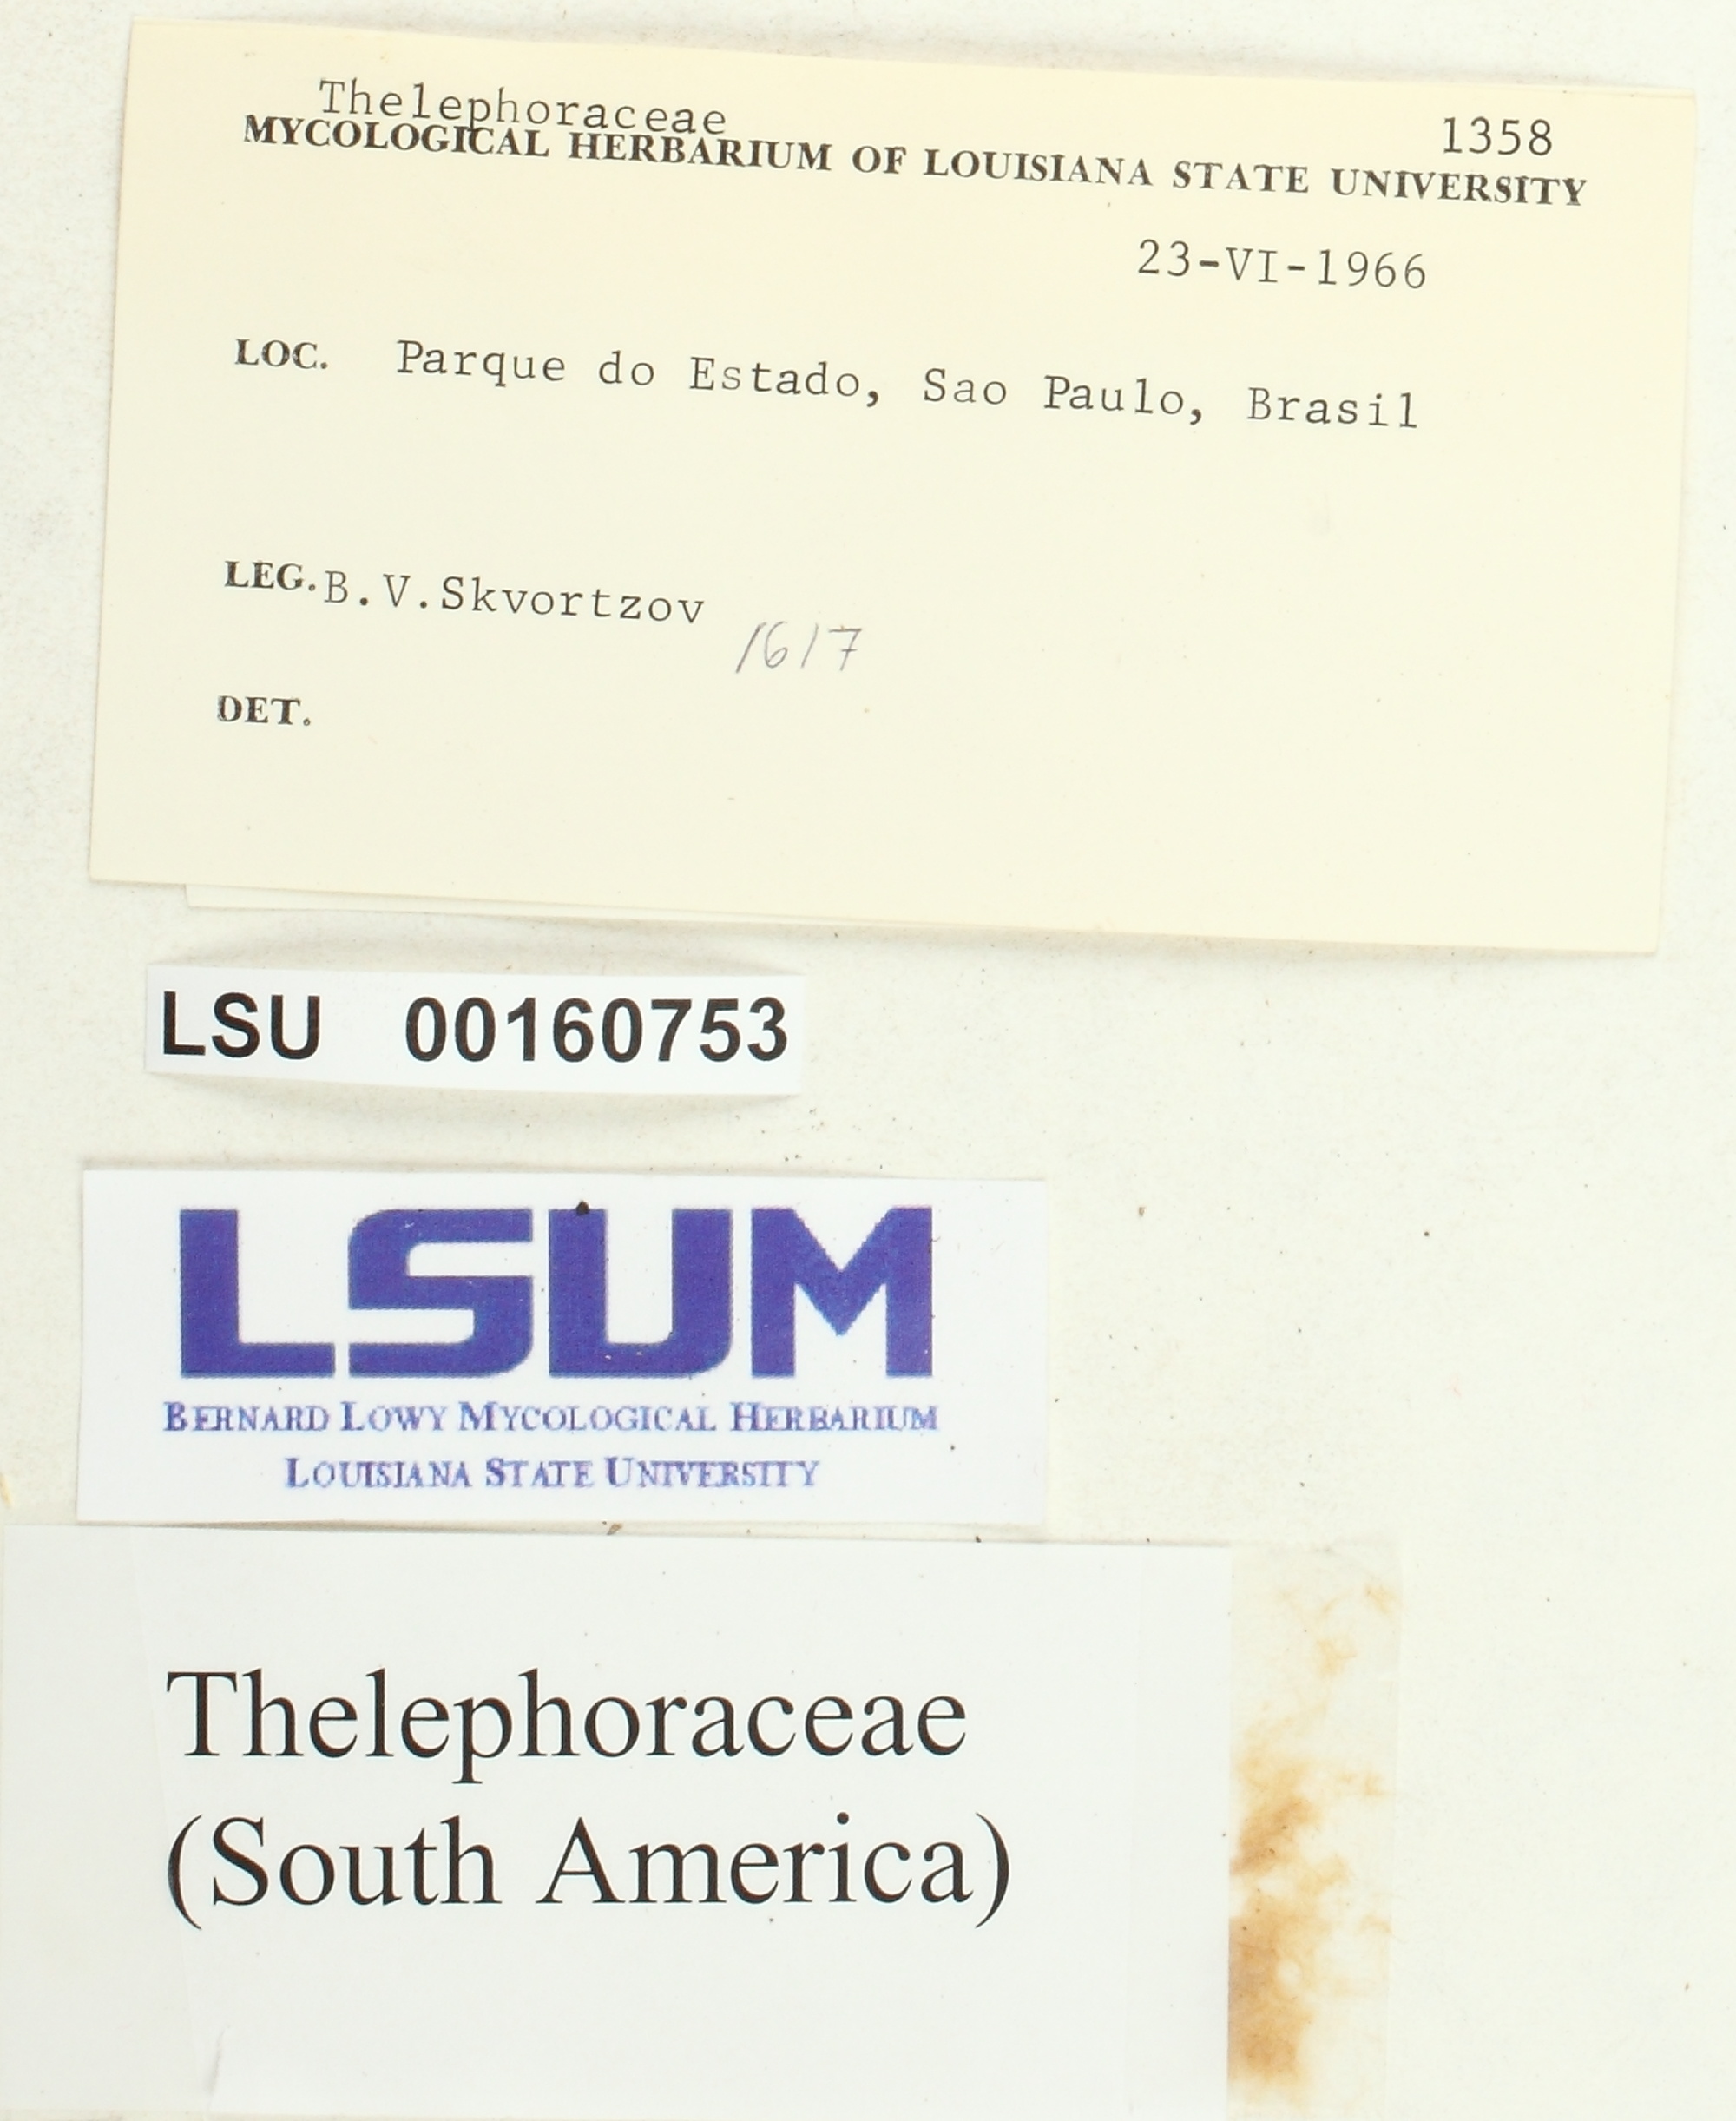 Thelephoraceae 1358
MYCOLOGICAL HERBARIUM OF LOUISIANA STATE UNIVERSITY
23-VI-1966
LOC. Parque do Estado, Sao Paulo, Brasil
LEG. B.V.Skvortzov
1617
DET.
LSU 00160753
LSUM
BERNARD LOWY MYCOLOGICAL HERBARIUM
LOUISIANA STATE UNIVERSITY
Thelephoraceae
(South America)